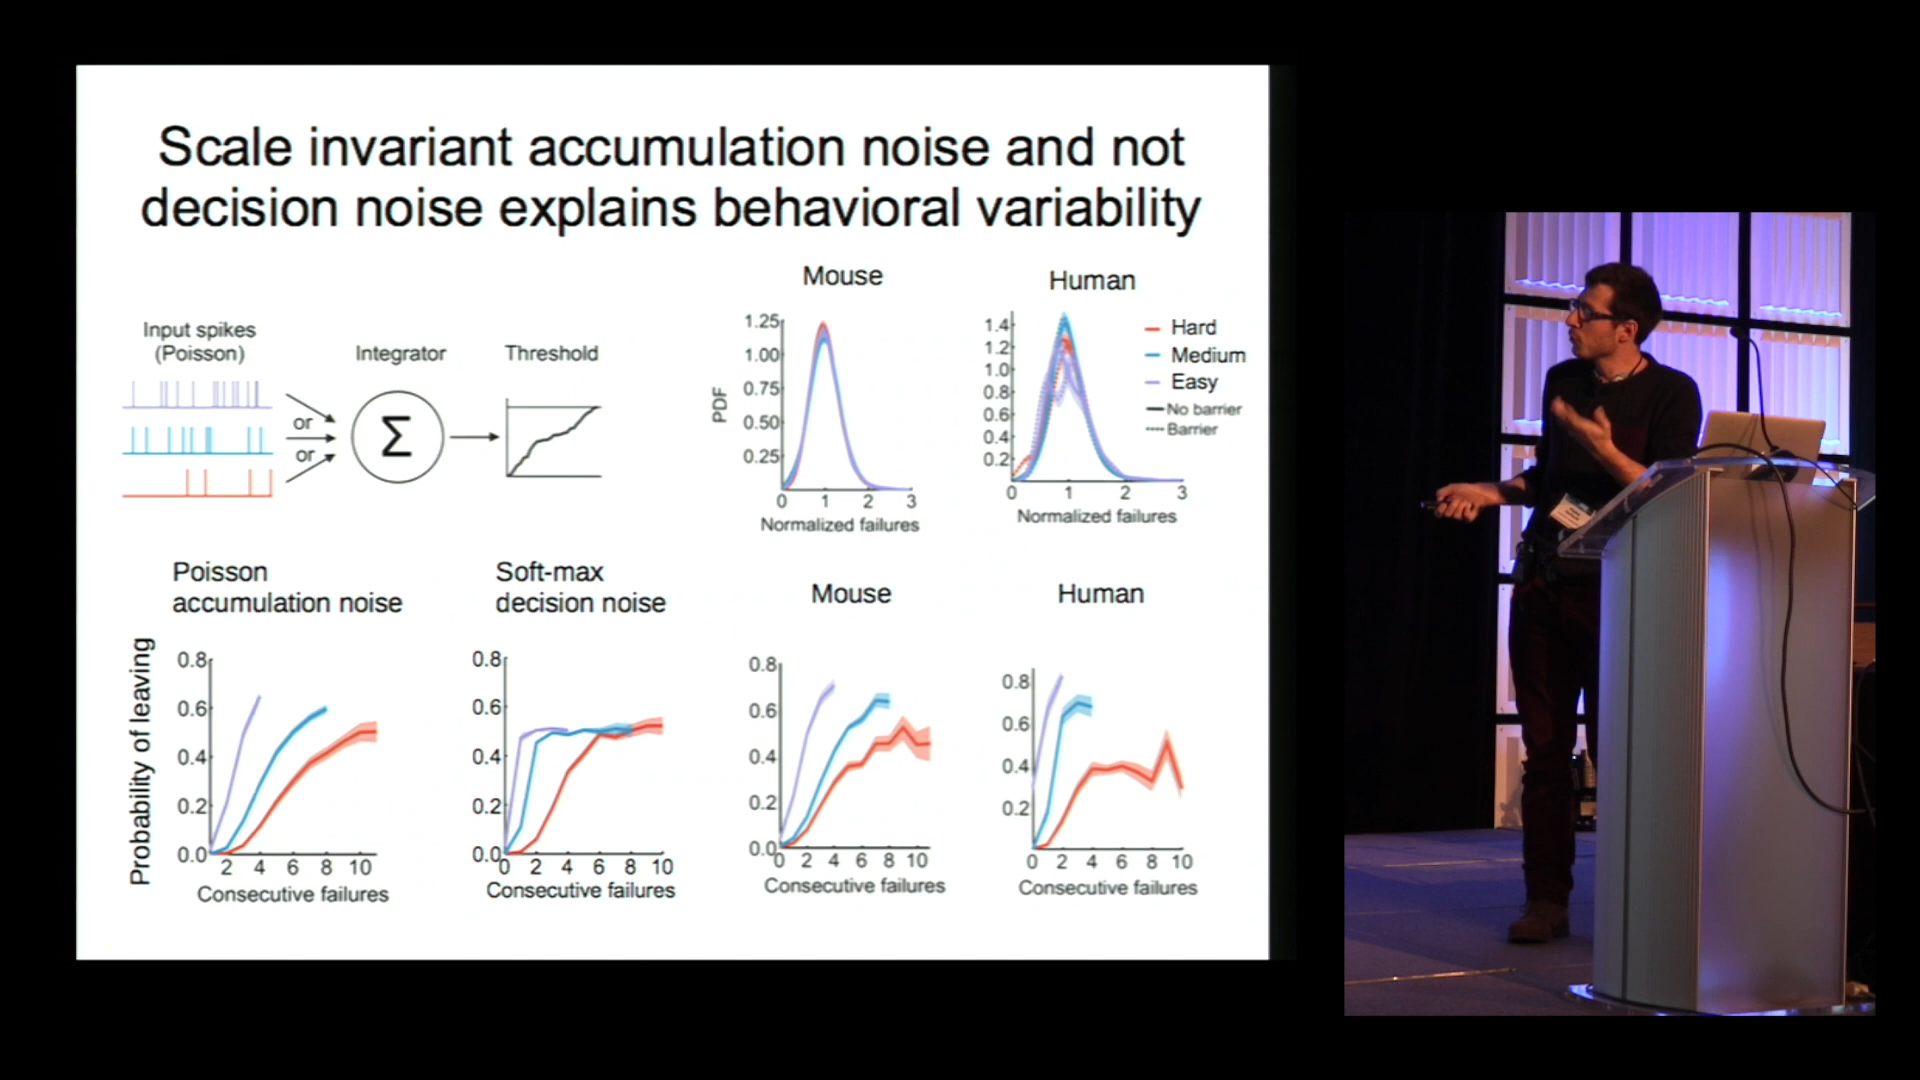 Scale invariant accumulation noise and not
decision noise explains behavioral variability
Input spikes
(Poisson)
Integrator
Threshold
or
or
Σ
Mouse
PDF
1.25
1.00
0.75
0.50
0.25
0 1 2 3
Normalized failures
Human
1.4
1.2
1.0
0.8
0.6
0.4
0.2
0 1 2 3
Normalized failures
Hard
Medium
Easy
No barrier
Barrier
Poisson
accumulation noise
Probability of leaving
0.8
0.6
0.4
0.2
0.0
2 4 6 8 10
Consecutive failures
Soft-max
decision noise
0.8
0.6
0.4
0.2
0.0
0 2 4 6 8 10
Consecutive failures
Mouse
0.8
0.6
0.4
0.2
0.0
0 2 4 6 8 10
Consecutive failures
Human
0.8
0.6
0.4
0.2
0 2 4 6 8 10
Consecutive failures